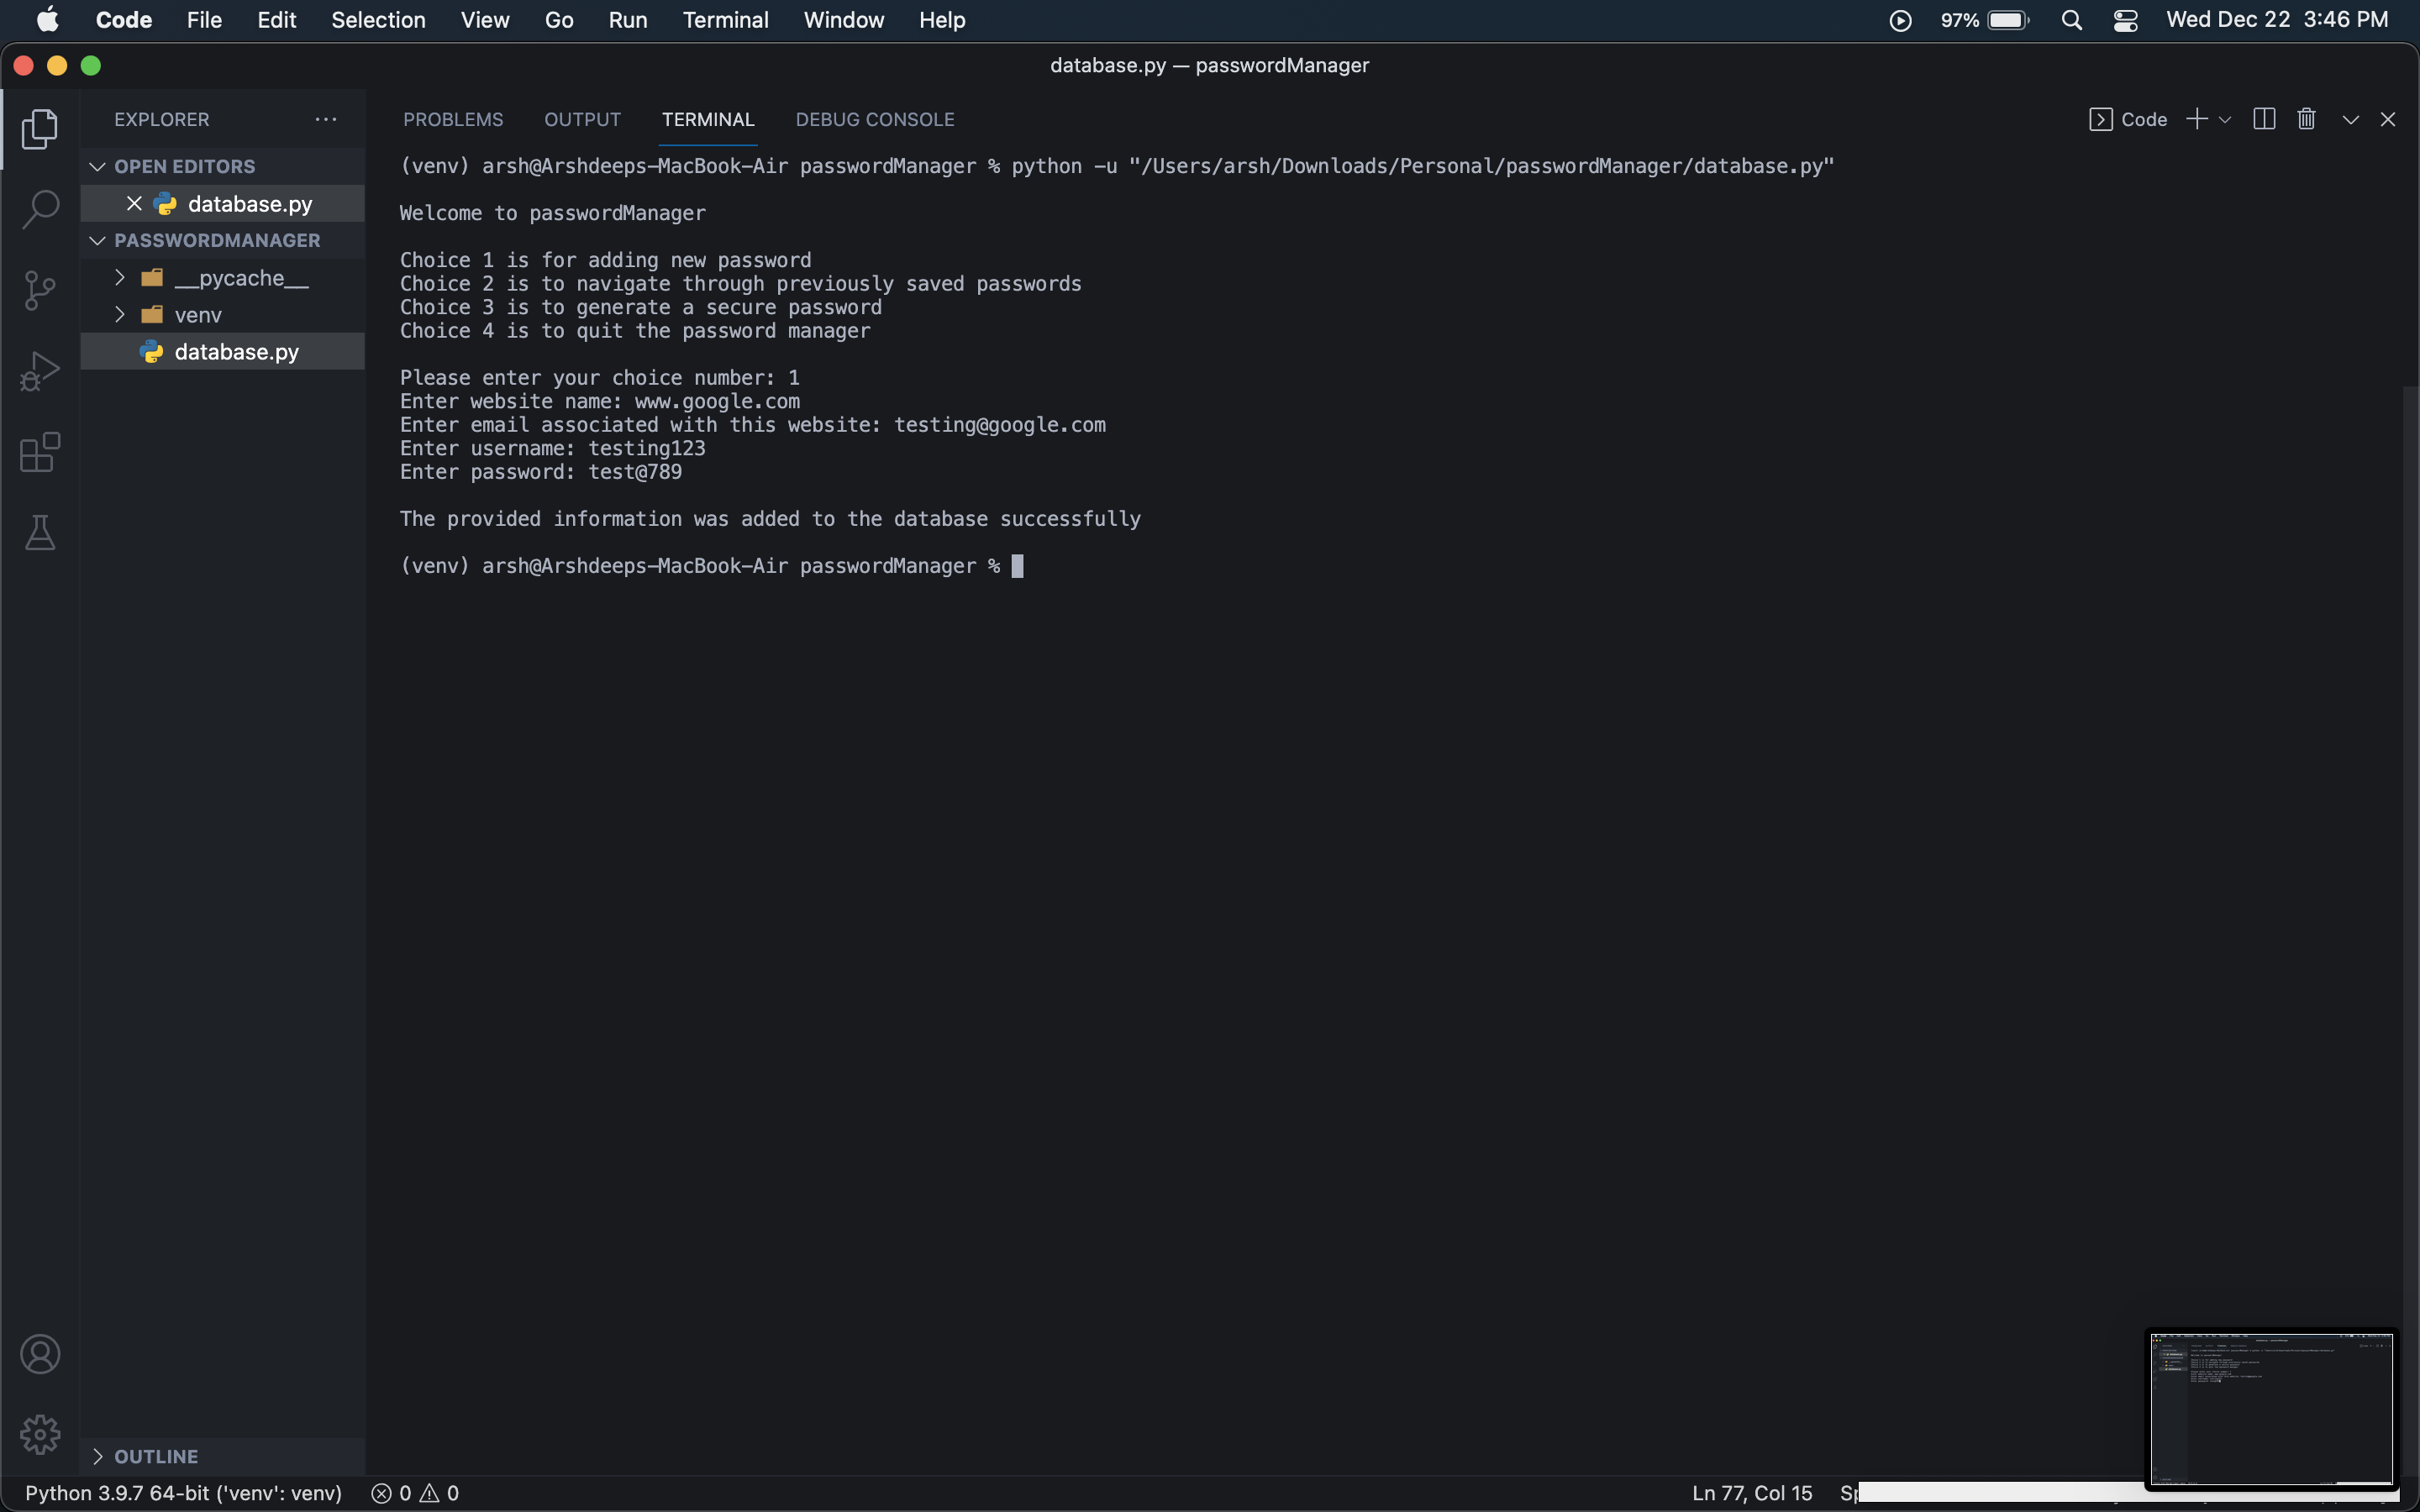 Code File Edit Selection View Go Run Terminal Window Help 97% Wed Dec 22 3:46 PM
database.py — passwordManager
EXPLORER ···
OPEN EDITORS
database.py
PASSWORDMANAGER
__pycache__
venv
database.py
OUTLINE
PROBLEMS OUTPUT TERMINAL DEBUG CONSOLE Code
(venv) arsh@Arshdeeps-MacBook-Air passwordManager % python -u "/Users/arsh/Downloads/Personal/passwordManager/database.py"
Welcome to passwordManager
Choice 1 is for adding new password
Choice 2 is to navigate through previously saved passwords
Choice 3 is to generate a secure password
Choice 4 is to quit the password manager
Please enter your choice number: 1
Enter website name: www.google.com
Enter email associated with this website: testing@google.com
Enter username: testing123
Enter password: test@789
The provided information was added to the database successfully
(venv) arsh@Arshdeeps-MacBook-Air passwordManager %
Python 3.9.7 64-bit ('venv': venv) 0 0 Ln 77, Col 15